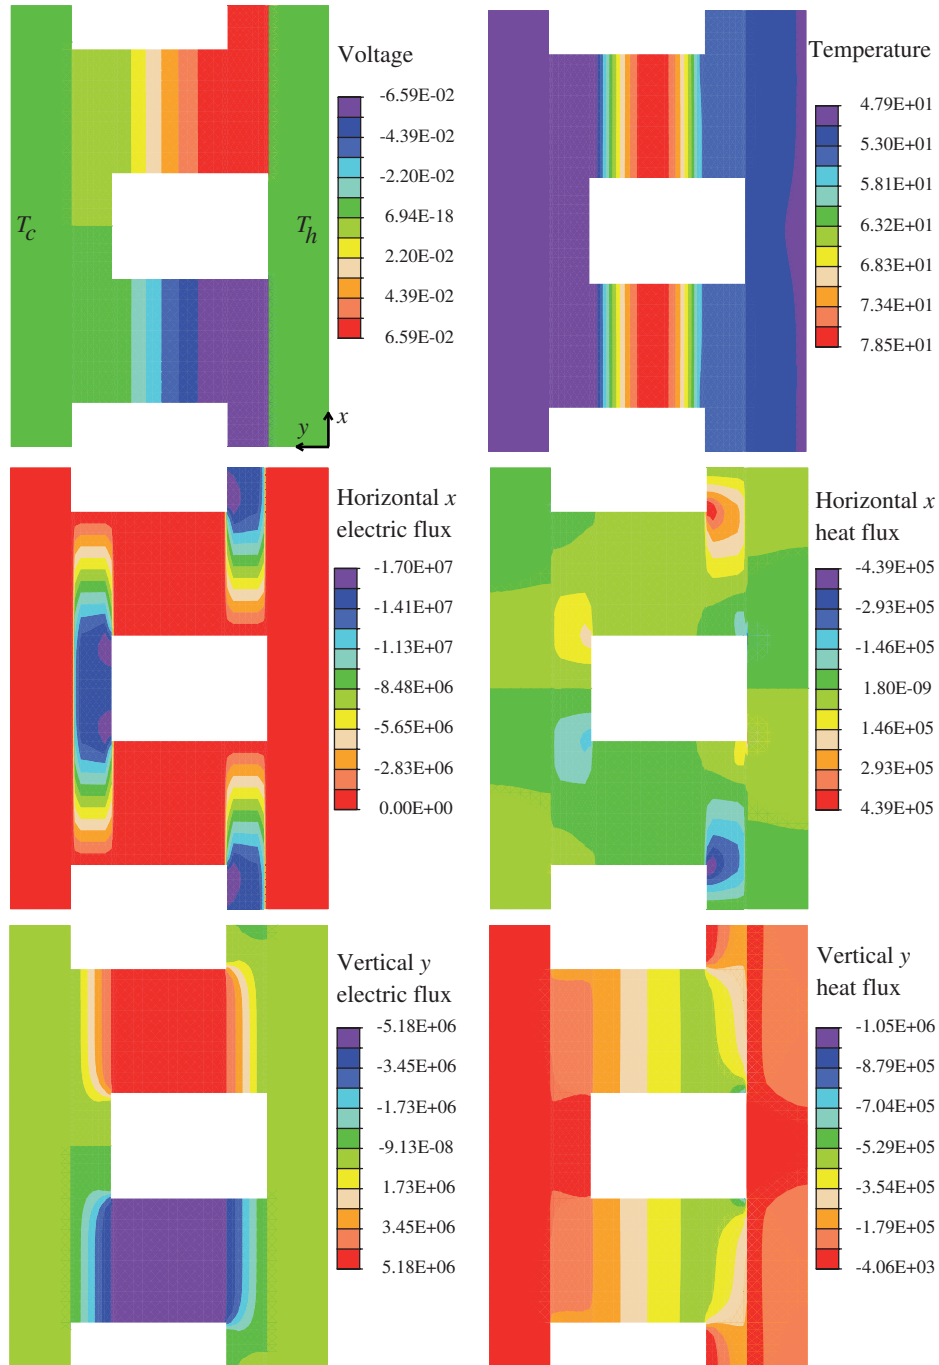 Voltage
-6.59E-02
-4.39E-02
-2.20E-02
6.94E-18
2.20E-02
4.39E-02
6.59E-02
T_c
T_h
x
y
Temperature
4.79E+01
5.30E+01
5.81E+01
6.32E+01
6.83E+01
7.34E+01
7.85E+01
Horizontal x
electric flux
-1.70E+07
-1.41E+07
-1.13E+07
-8.48E+06
-5.65E+06
-2.83E+06
0.00E+00
Horizontal x
heat flux
-4.39E+05
-2.93E+05
-1.46E+05
1.80E-09
1.46E+05
2.93E+05
4.39E+05
Vertical y
electric flux
-5.18E+06
-3.45E+06
-1.73E+06
-9.13E-08
1.73E+06
3.45E+06
5.18E+06
Vertical y
heat flux
-1.05E+06
-8.79E+05
-7.04E+05
-5.29E+05
-3.54E+05
-1.79E+05
-4.06E+03